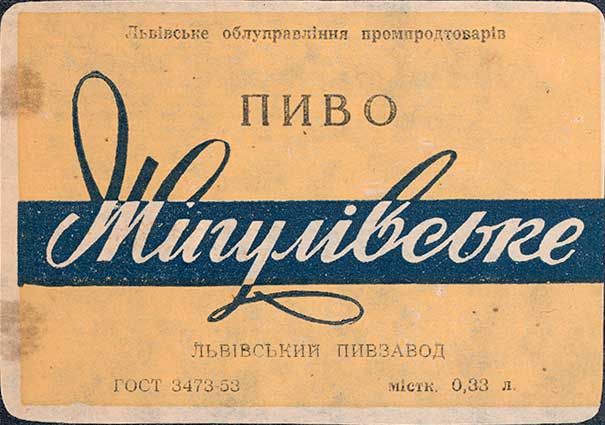 Львівське облуправління промпродтоварів
ПИВО
Жигулівське
ЛЬВІВСЬКИЙ ПИВЗАВОД
ГОСТ 3473-53 містк. 0,33 л.